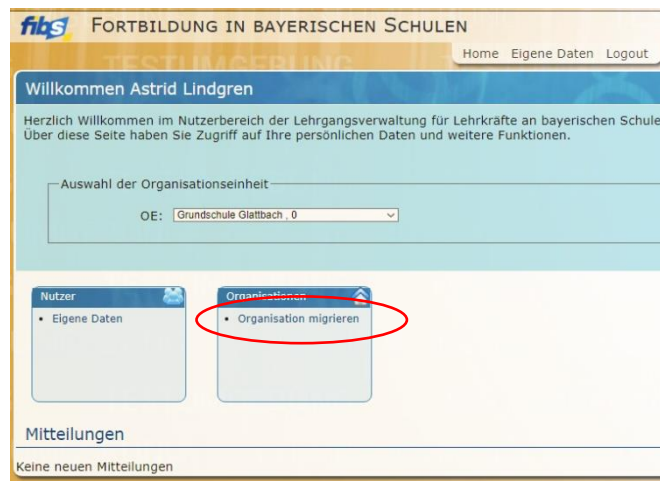 fibs FORTBILDUNG IN BAYERISCHEN SCHULEN
TESTUMGEBUNG
Home Eigene Daten Logout
Willkommen Astrid Lindgren
Herzlich Willkommen im Nutzerbereich der Lehrgangsverwaltung für Lehrkräfte an bayerischen Schule
Über diese Seite haben Sie Zugriff auf Ihre persönlichen Daten und weitere Funktionen.
Auswahl der Organisationseinheit
OE: Grundschule Glattbach , 0
Nutzer
• Eigene Daten
Organisationen
• Organisation migrieren
Mitteilungen
Keine neuen Mitteilungen